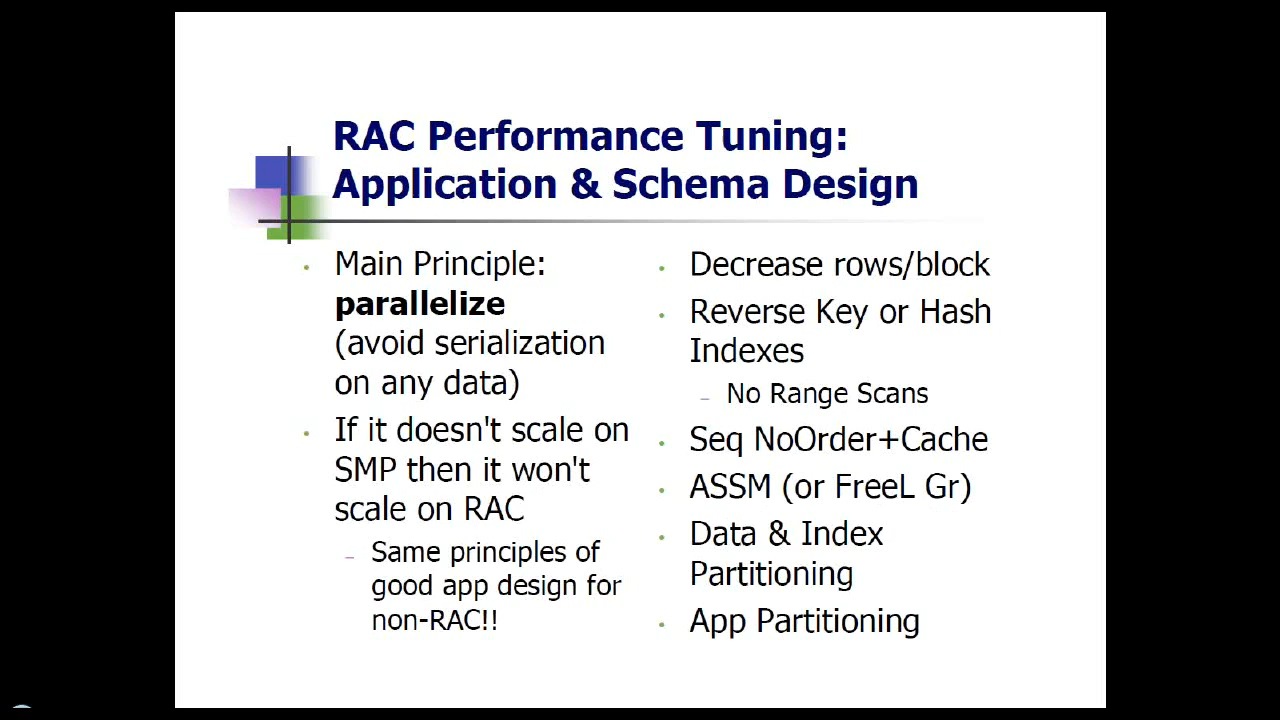 RAC Performance Tuning:
Application & Schema Design
Main Principle:
parallelize
(avoid serialization
on any data)
If it doesn't scale on
SMP then it won't
scale on RAC
Same principles of
good app design for
non-RAC!!
Decrease rows/block
Reverse Key or Hash
Indexes
No Range Scans
Seq NoOrder+Cache
ASSM (or FreeL Gr)
Data & Index
Partitioning
App Partitioning